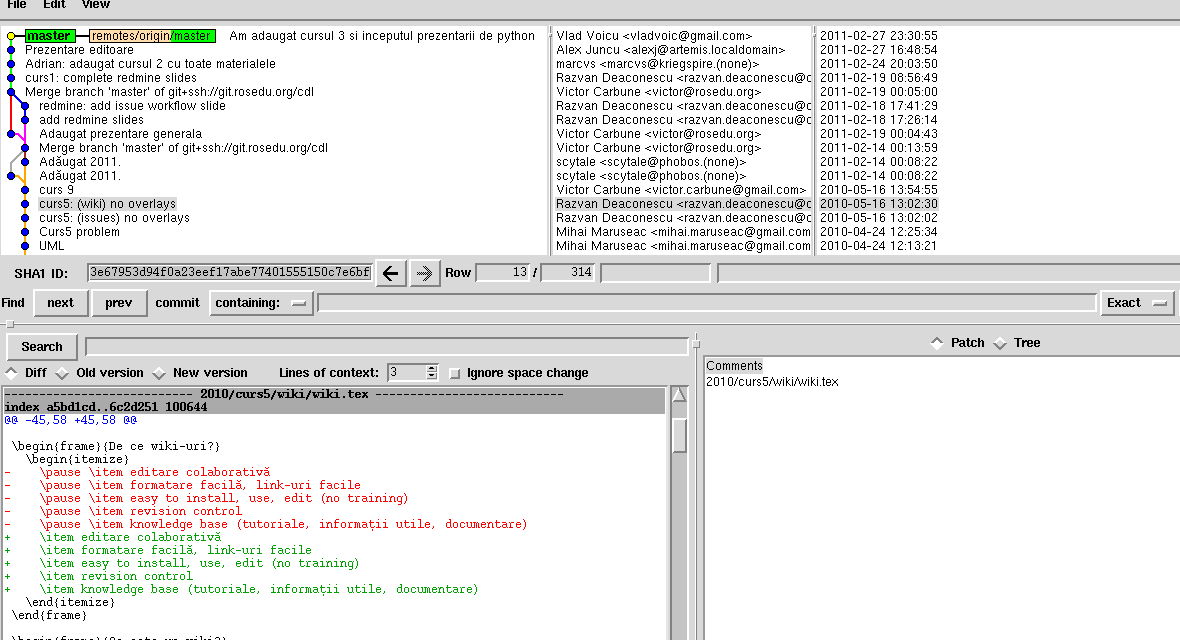 File Edit View
master remotes/origin/master Am adaugat cursul 3 si inceputul prezentarii de python Vlad Voicu <vladvoic@gmail.com> 2011-02-27 23:30:55
Prezentare editoare Alex Juncu <alexj@artemis.localdomain> 2011-02-27 16:48:54
Adrian: adaugat cursul 2 cu toate materialele marcvs <marcvs@kriegspire.(none)> 2011-02-24 20:03:50
curs1: complete redmine slides Razvan Deaconescu <razvan.deaconescu@c 2011-02-19 08:56:49
Merge branch 'master' of git+ssh://git.rosedu.org/cdl Victor Carbune <victor@rosedu.org> 2011-02-19 00:05:00
redmine: add issue workflow slide Razvan Deaconescu <razvan.deaconescu@c 2011-02-18 17:41:29
add redmine slides Razvan Deaconescu <razvan.deaconescu@c 2011-02-18 17:26:14
Adaugat prezentare generala Victor Carbune <victor@rosedu.org> 2011-02-19 00:04:43
Merge branch 'master' of git+ssh://git.rosedu.org/cdl Victor Carbune <victor@rosedu.org> 2011-02-14 00:13:59
Adăugat 2011. scytale <scytale@phobos.(none)> 2011-02-14 00:08:22
Adăugat 2011. scytale <scytale@phobos.(none)> 2011-02-14 00:08:22
curs 9 Victor Carbune <victor.carbune@gmail.com> 2010-05-16 13:54:55
curs5: (wiki) no overlays Razvan Deaconescu <razvan.deaconescu@c 2010-05-16 13:02:30
curs5: (issues) no overlays Razvan Deaconescu <razvan.deaconescu@c 2010-05-16 13:02:02
Curs5 problem Mihai Maruseac <mihai.maruseac@gmail.com 2010-04-24 12:25:34
UML Mihai Maruseac <mihai.maruseac@gmail.com 2010-04-24 12:13:21
SHA1 ID: 3e67953d94f0a23eef17abe77401555150c7e6bf Row 13 / 314
Find next prev commit containing: Exact
Search Patch Tree
Diff Old version New version Lines of context: 3 Ignore space change
Comments
2010/curs5/wiki/wiki.tex
--------------------------- 2010/curs5/wiki/wiki.tex ---------------------------
index a5bd1cd..6c2d251 100644
@@ -45,58 +45,58 @@
\begin{frame}{De ce wiki-uri?}
\begin{itemize}
- \pause \item editare colaborativă
- \pause \item formatare facilă, link-uri facile
- \pause \item easy to install, use, edit (no training)
- \pause \item revision control
- \pause \item knowledge base (tutoriale, informații utile, documentare)
+ \item editare colaborativă
+ \item formatare facilă, link-uri facile
+ \item easy to install, use, edit (no training)
+ \item revision control
+ \item knowledge base (tutoriale, informații utile, documentare)
\end{itemize}
\end{frame}